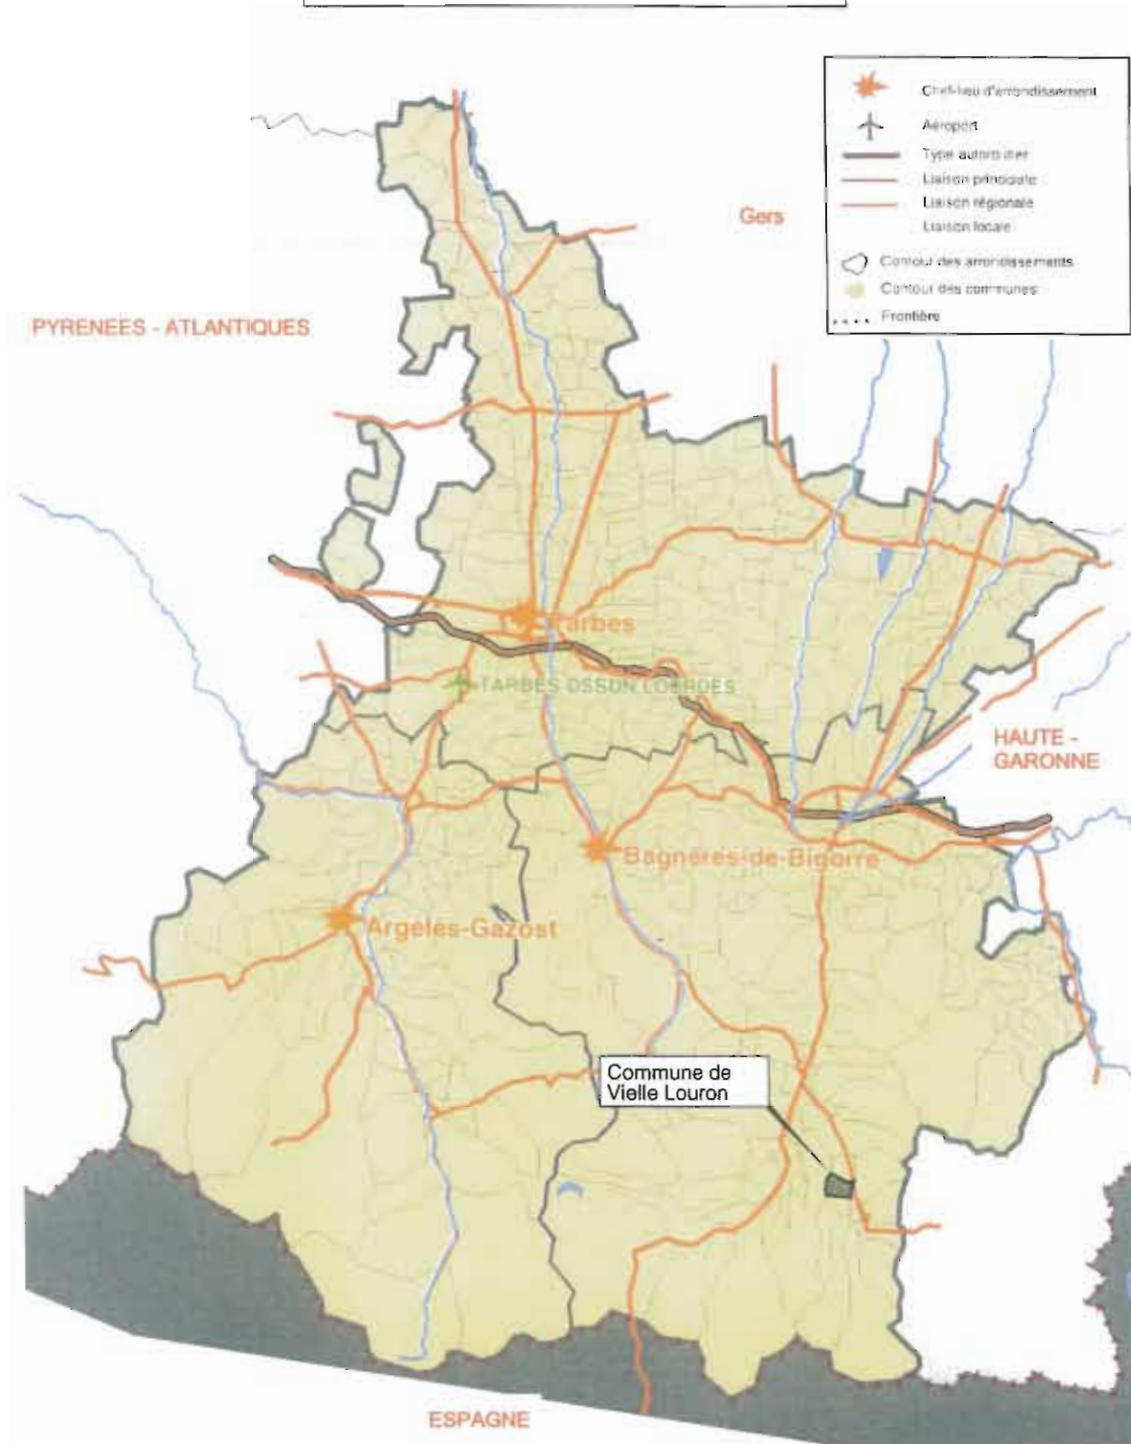 Chef-lieu d'arrondissement
Aéroport
Type autoroutier
Liaison principale
Liaison régionale
Liaison locale
Contour des arrondissements
Contour des communes
Frontière
Gers
PYRENEES - ATLANTIQUES
Tarbes
TARBES OSSUN LOURDES
HAUTE -
GARONNE
Bagnères-de-Bigorre
Argelès-Gazost
Commune de
Vielle Louron
ESPAGNE